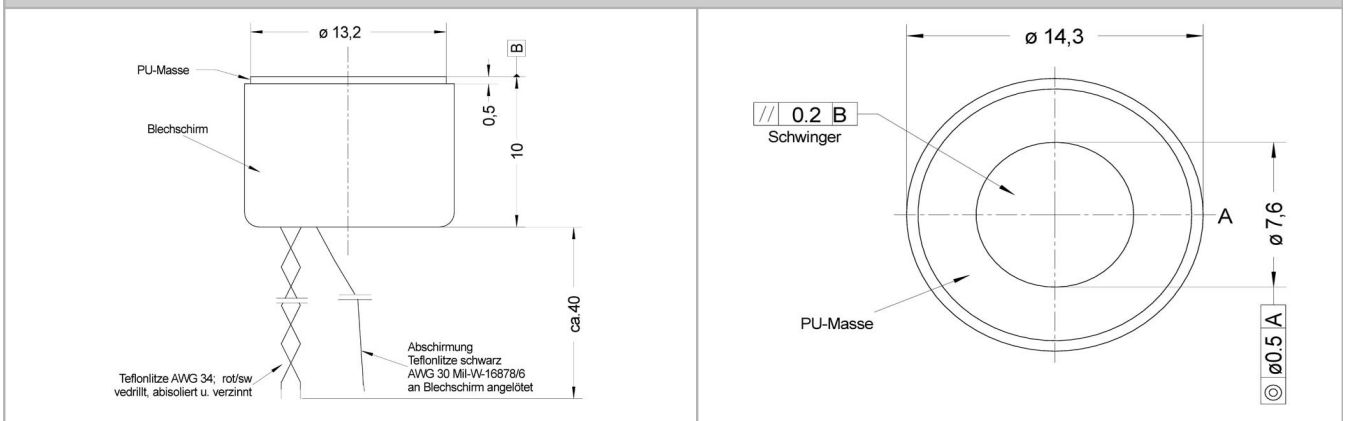 ø 13,2
B
PU-Masse
0,5
Blechschirm
10
ca.40
Abschirmung
Teflonlitze schwarz
AWG 30 Mil-W-16878/6
an Blechschirm angelötet
Teflonlitze AWG 34; rot/sw
vedrillt, abisoliert u. verzinnt
ø 14,3
// 0.2 B
Schwinger
A
ø 7,6
PU-Masse
◎ ø0.5 A